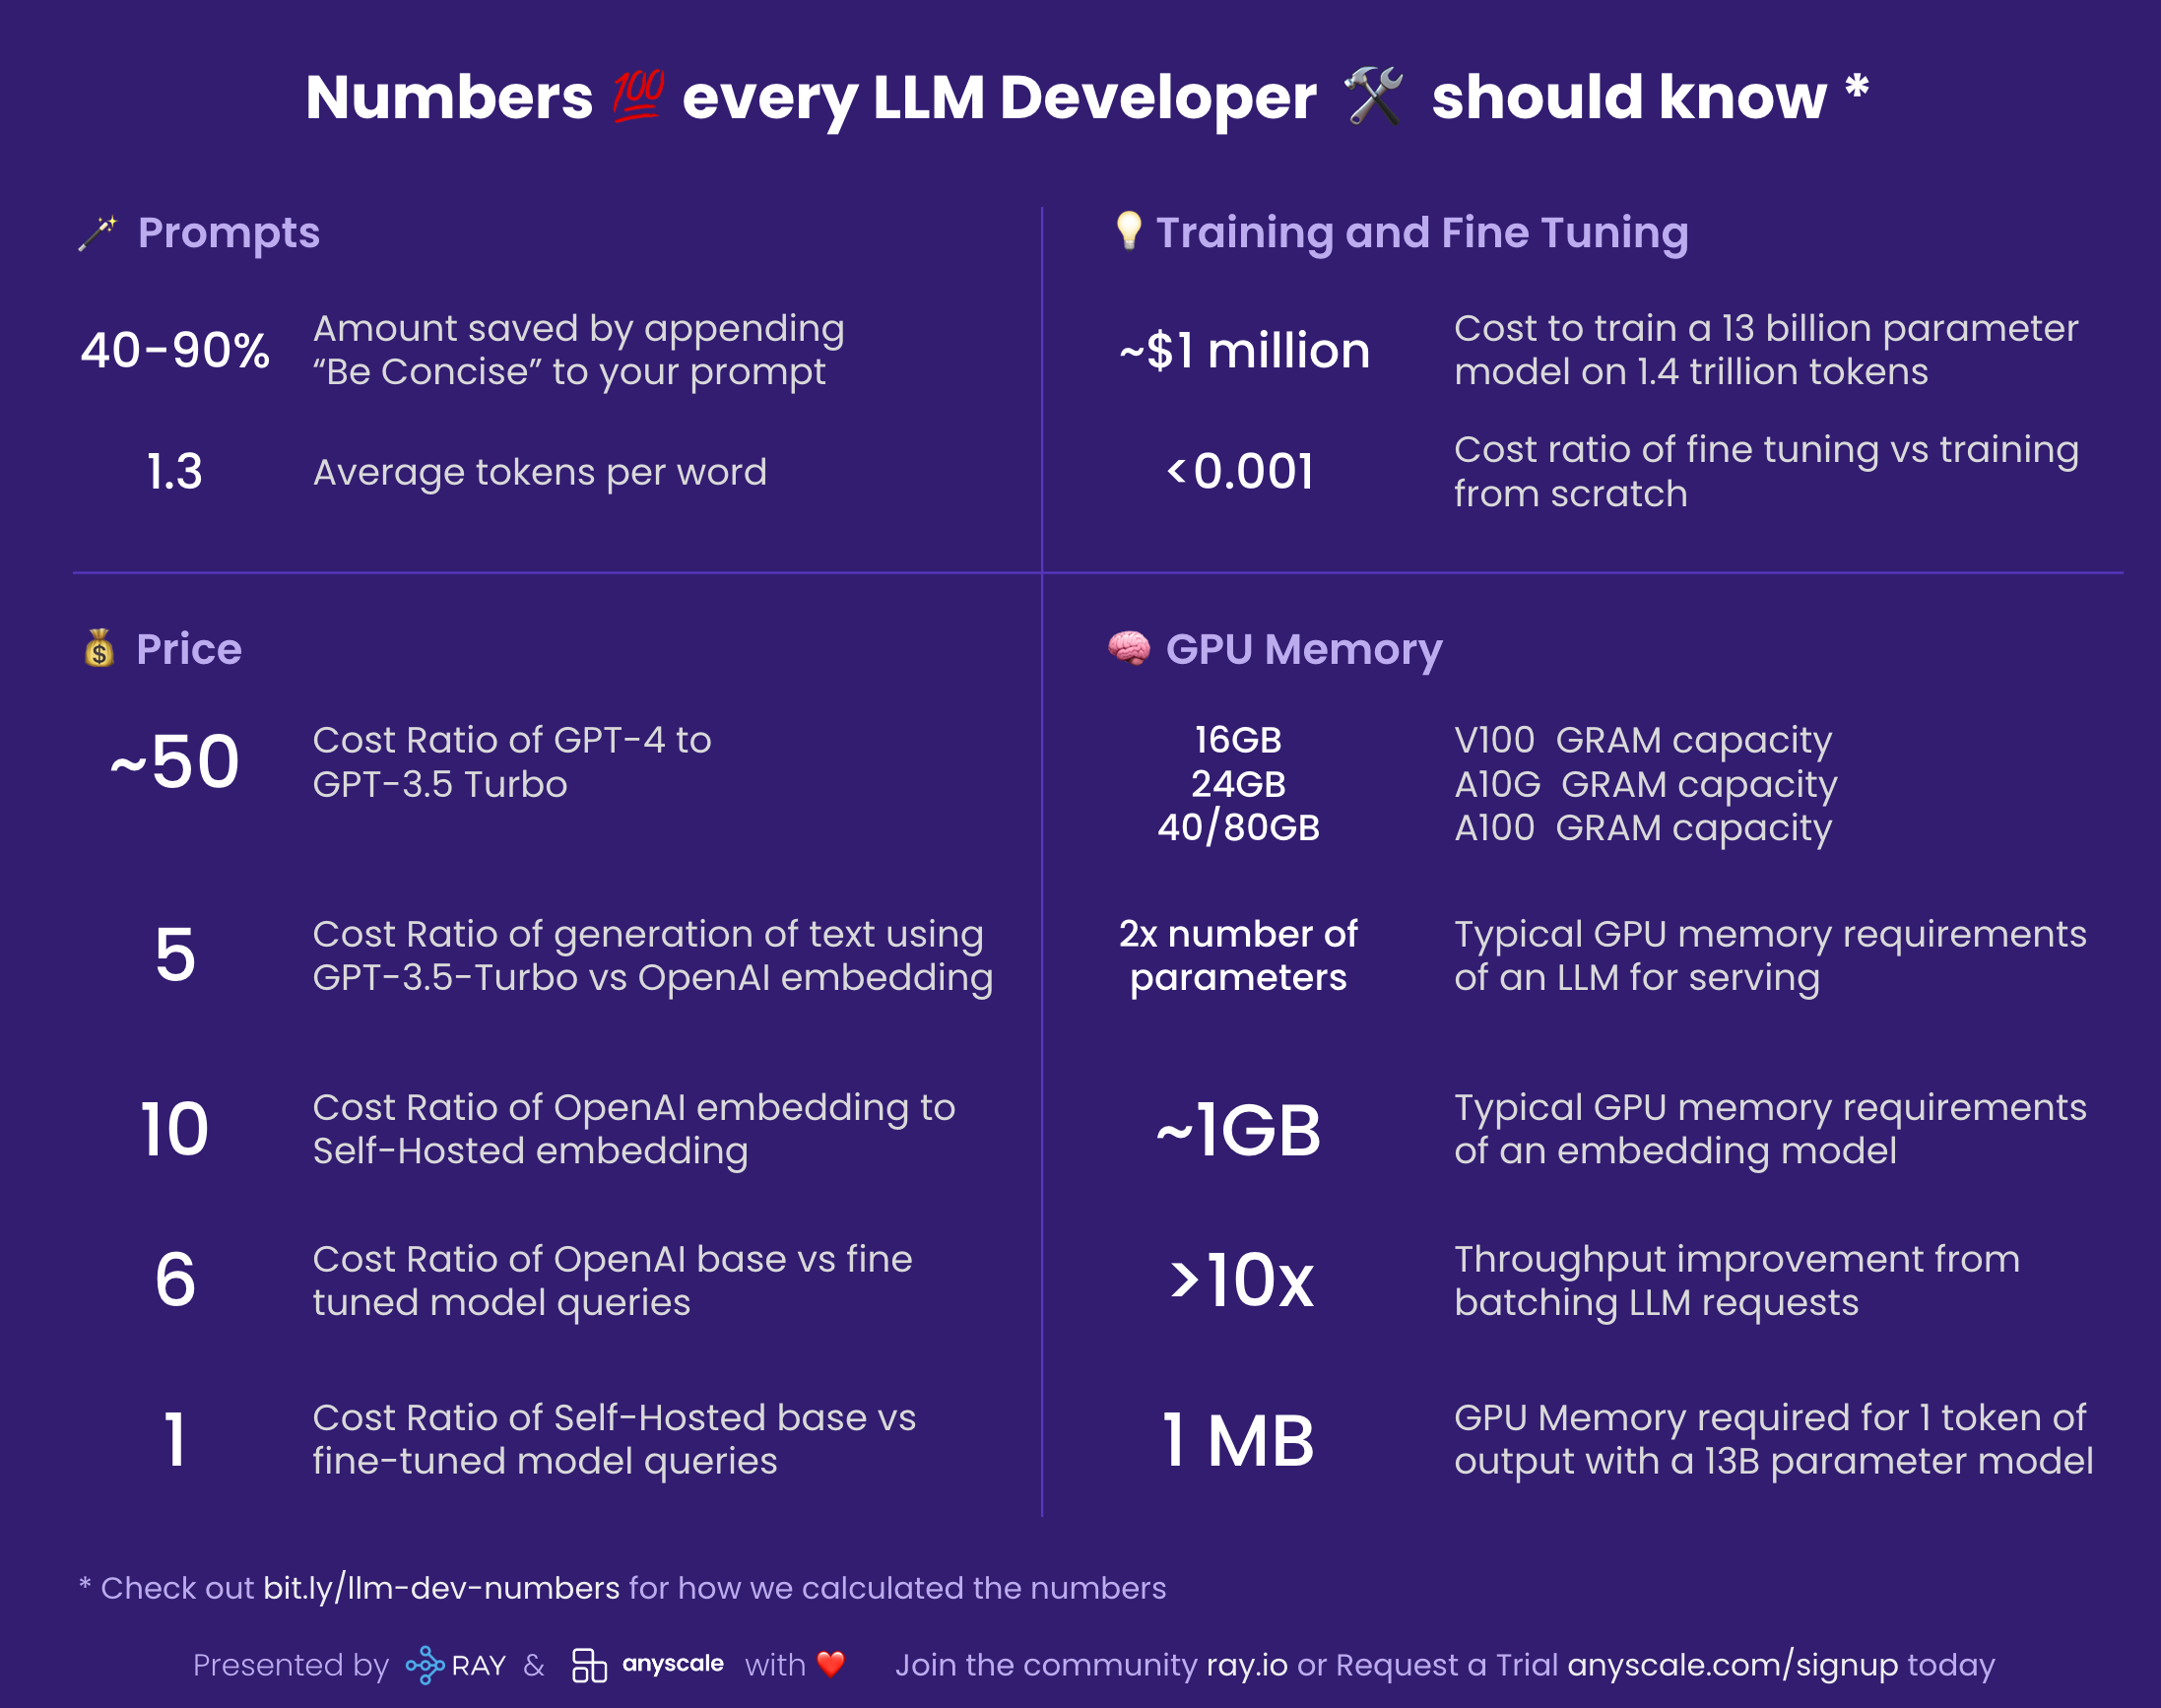 Numbers 💯 every LLM Developer 🛠️ should know *
🪄 Prompts
40-90%
Amount saved by appending
“Be Concise” to your prompt
1.3
Average tokens per word
💡 Training and Fine Tuning
~$1 million
Cost to train a 13 billion parameter
model on 1.4 trillion tokens
<0.001
Cost ratio of fine tuning vs training
from scratch
💰 Price
~50
Cost Ratio of GPT-4 to
GPT-3.5 Turbo
5
Cost Ratio of generation of text using
GPT-3.5-Turbo vs OpenAI embedding
10
Cost Ratio of OpenAI embedding to
Self-Hosted embedding
6
Cost Ratio of OpenAI base vs fine
tuned model queries
1
Cost Ratio of Self-Hosted base vs
fine-tuned model queries
🧠 GPU Memory
16GB V100 GRAM capacity
24GB A10G GRAM capacity
40/80GB A100 GRAM capacity
2x number of
parameters
Typical GPU memory requirements
of an LLM for serving
~1GB
Typical GPU memory requirements
of an embedding model
>10x
Throughput improvement from
batching LLM requests
1 MB
GPU Memory required for 1 token of
output with a 13B parameter model
* Check out bit.ly/llm-dev-numbers for how we calculated the numbers
Presented by RAY & anyscale with ❤️ Join the community ray.io or Request a Trial anyscale.com/signup today